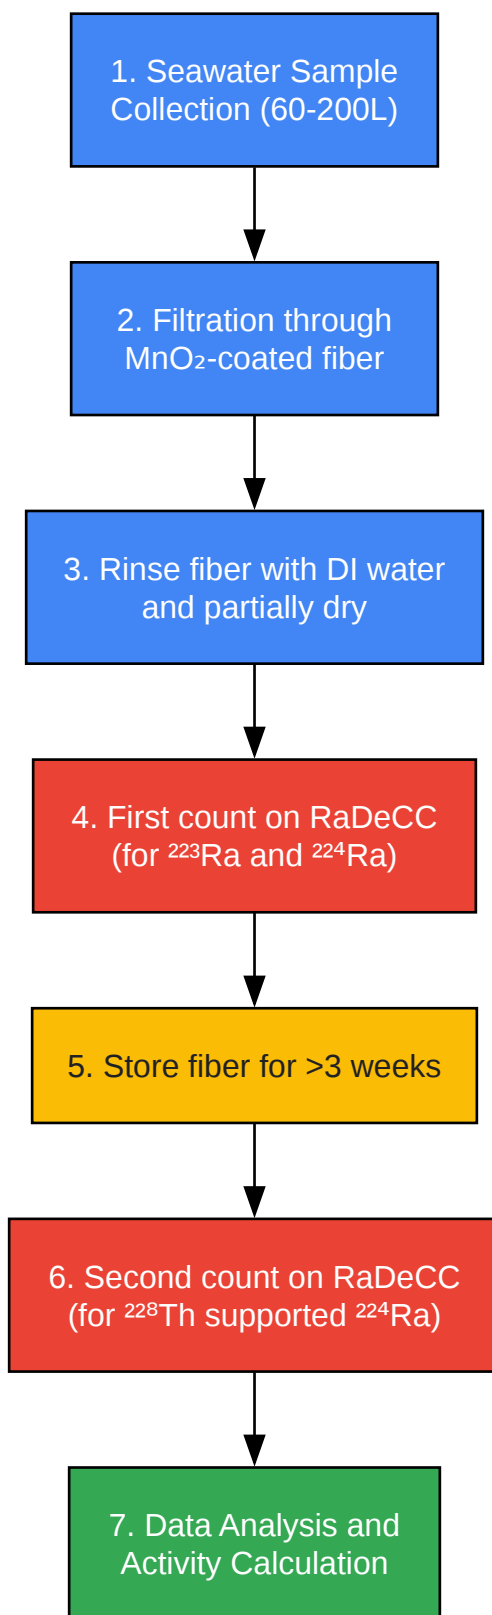 1. Seawater Sample
Collection (60-200L)
2. Filtration through
MnO₂-coated fiber
3. Rinse fiber with DI water
and partially dry
4. First count on RaDeCC
(for ²²³Ra and ²²⁴Ra)
5. Store fiber for >3 weeks
6. Second count on RaDeCC
(for ²²⁸Th supported ²²⁴Ra)
7. Data Analysis and
Activity Calculation